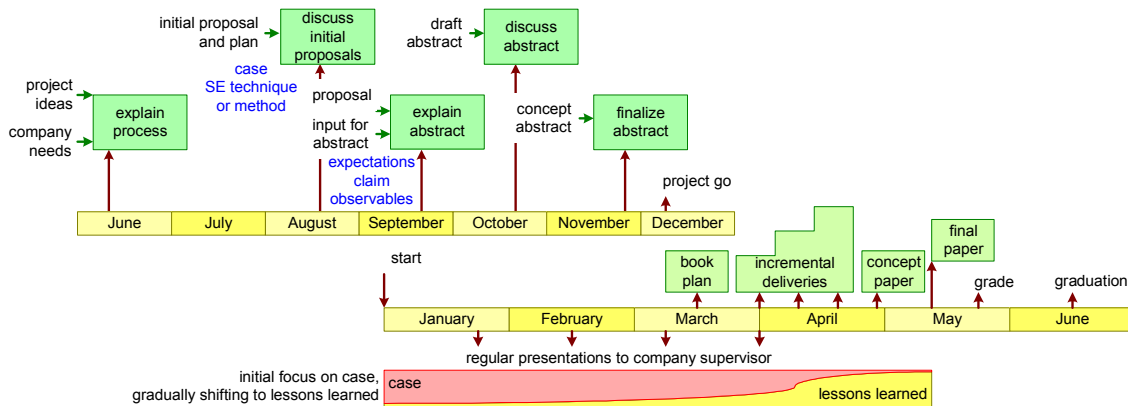 initial proposal
and plan
discuss
initial
proposals
draft
abstract
discuss
abstract
case
SE technique
or method
project
ideas
company
needs
explain
process
proposal
input for
abstract
explain
abstract
concept
abstract
finalize
abstract
expectations
claim
observables
project go
June
July
August
September
October
November
December
start
book
plan
incremental
deliveries
concept
paper
final
paper
grade
graduation
January
February
March
April
May
June
regular presentations to company supervisor
initial focus on case,
gradually shifting to lessons learned
case
lessons learned